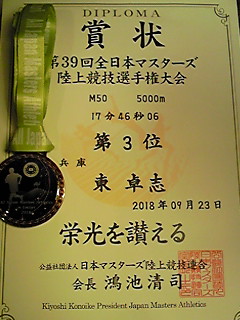 DIPLOMA
賞状
第39回全日本マスターズ
陸上競技選手権大会
M50 5000m
17分46秒06
第3位
兵庫
東卓志
2018年09月23日
栄光を讃える
公益社団法人 日本マスターズ陸上競技連合
会長 鴻池清司
Kiyoshi Konoike President Japan Masters Athletics